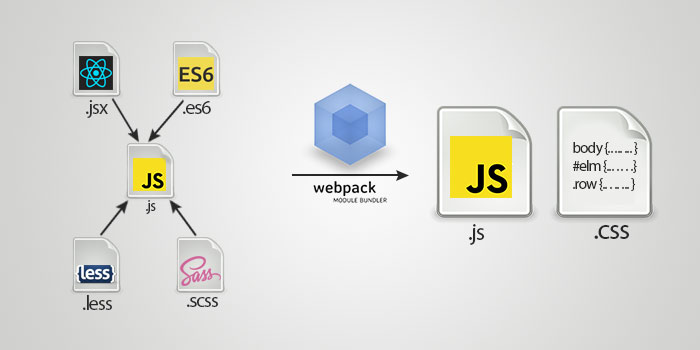 ES6
.jsx
.es6
JS
.js
{less}
Sass
.less
.scss
webpack
MODULE BUNDLER
JS
body {.......}
#elm {.......}
.row {.......}
.js
.CSS